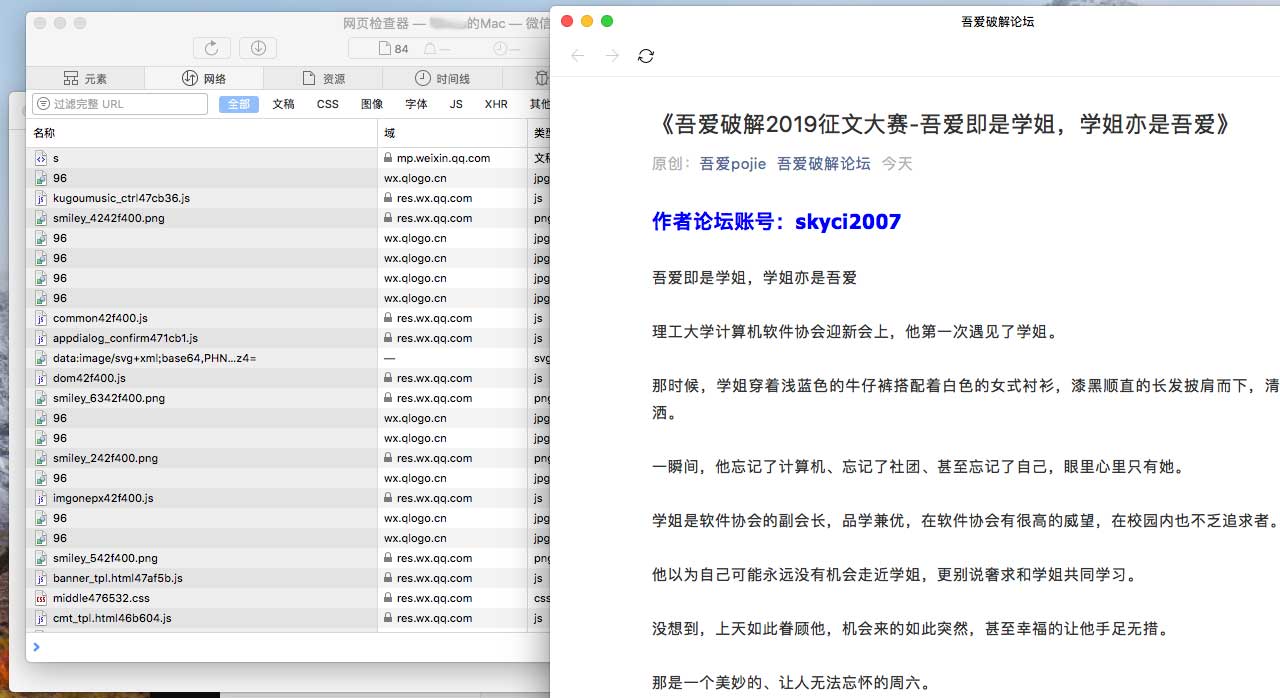 网页检查器 — 的Mac — 微信
84
—
—
元素
网络
资源
时间线
过滤完整 URL
全部
文稿
CSS
图像
字体
JS
XHR
其他
名称 域 类型
s mp.weixin.qq.com 文稿
96 wx.qlogo.cn jpg
kugoumusic_ctrl47cb36.js res.wx.qq.com js
smiley_4242f400.png res.wx.qq.com png
96 wx.qlogo.cn jpg
96 wx.qlogo.cn jpg
96 wx.qlogo.cn jpg
96 wx.qlogo.cn jpg
common42f400.js res.wx.qq.com js
appdialog_confirm471cb1.js res.wx.qq.com js
data:image/svg+xml;base64,PHN...z4= — svg
dom42f400.js res.wx.qq.com js
smiley_6342f400.png res.wx.qq.com png
96 wx.qlogo.cn jpg
96 wx.qlogo.cn jpg
smiley_242f400.png res.wx.qq.com png
96 wx.qlogo.cn jpg
imgonepx42f400.js res.wx.qq.com js
96 wx.qlogo.cn jpg
96 wx.qlogo.cn jpg
smiley_542f400.png res.wx.qq.com png
banner_tpl.html47af5b.js res.wx.qq.com js
middle476532.css res.wx.qq.com css
cmt_tpl.html46b604.js res.wx.qq.com js
吾爱破解论坛
《吾爱破解2019征文大赛-吾爱即是学姐，学姐亦是吾爱》
原创： 吾爱pojie 吾爱破解论坛 今天
作者论坛账号：skyci2007
吾爱即是学姐，学姐亦是吾爱
理工大学计算机软件协会迎新会上，他第一次遇见了学姐。
那时候，学姐穿着浅蓝色的牛仔裤搭配着白色的女式衬衫，漆黑顺直的长发披肩而下，清
洒。
一瞬间，他忘记了计算机、忘记了社团、甚至忘记了自己，眼里心里只有她。
学姐是软件协会的副会长，品学兼优，在软件协会有很高的威望，在校园内也不乏追求者。
他以为自己可能永远没有机会走近学姐，更别说奢求和学姐共同学习。
没想到，上天如此眷顾他，机会来的如此突然，甚至幸福的让他手足无措。
那是一个美妙的、让人无法忘怀的周六。